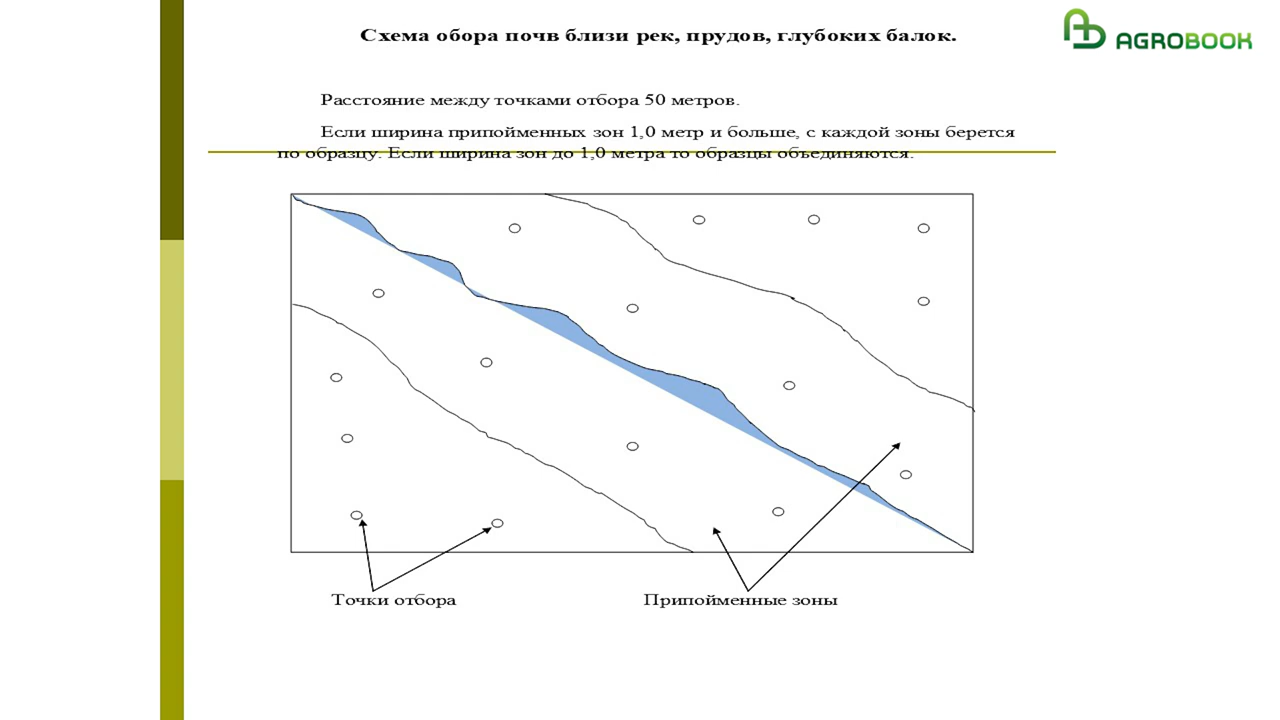 Схема обора почв близи рек, прудов, глубоких балок.
AGROBOOK
Расстояние между точками отбора 50 метров.
Если ширина припойменных зон 1,0 метр и больше, с каждой зоны берется
по образцу. Если ширина зон до 1,0 метра то образцы объединяются.
Точки отбора
Припойменные зоны